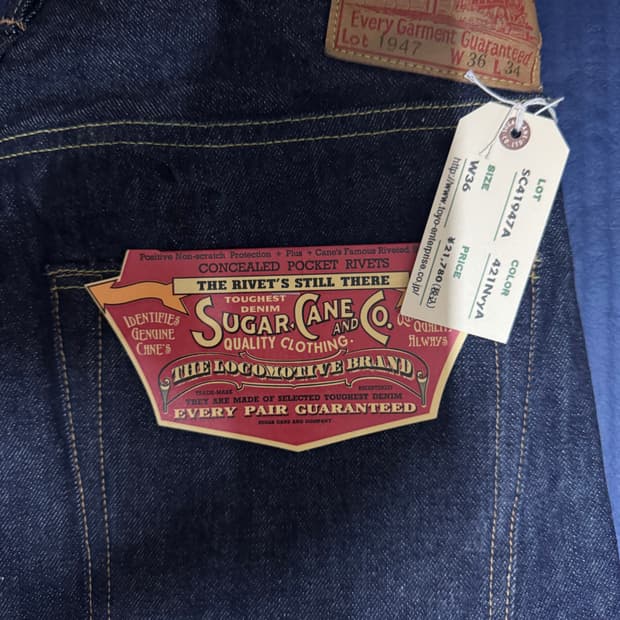 Every Garment Guaranteed
Lot 1947 W 36 L 34
LOT SC41947A
COLOR 421NVYA
SIZE W36
PRICE ¥21,780(税込)
http://www.toyo-enterprise.co.jp/
Positive Non-scratch Protection + Plus + Cane's Famous Riveted
CONCEALED POCKET RIVETS
THE RIVET'S STILL THERE
TOUGHEST
DENIM
SUGAR CANE AND CO.
QUALITY CLOTHING.
IDENTIFIES
GENUINE
CANE'S
QUALITY
ALWAYS
THE LOCOMOTIVE BRAND
TRADE-MARK REGISTERED
THEY ARE MADE OF SELECTED TOUGHEST DENIM
EVERY PAIR GUARANTEED
SUGAR CANE AND COMPANY